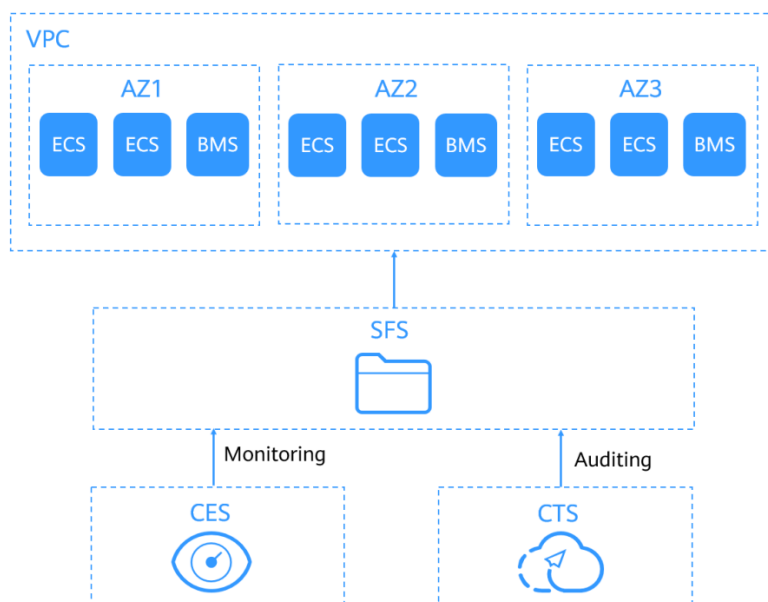 VPC
AZ1 AZ2 AZ3
ECS ECS BMS ECS ECS BMS ECS ECS BMS
SFS
Monitoring Auditing
CES CTS